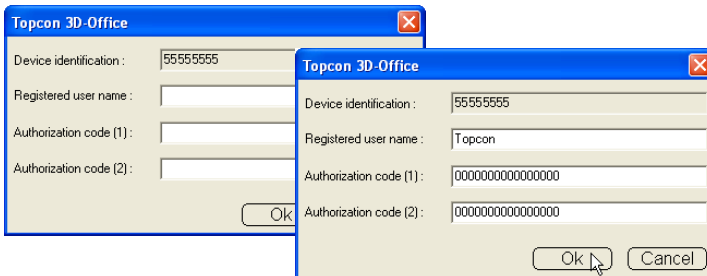 Topcon 3D-Office
Device identification : 55555555
Registered user name :
Authorization code (1) :
Authorization code (2) :
Ok
Topcon 3D-Office
Device identification : 55555555
Registered user name : Topcon
Authorization code (1) : 0000000000000000
Authorization code (2) : 0000000000000000
Ok Cancel